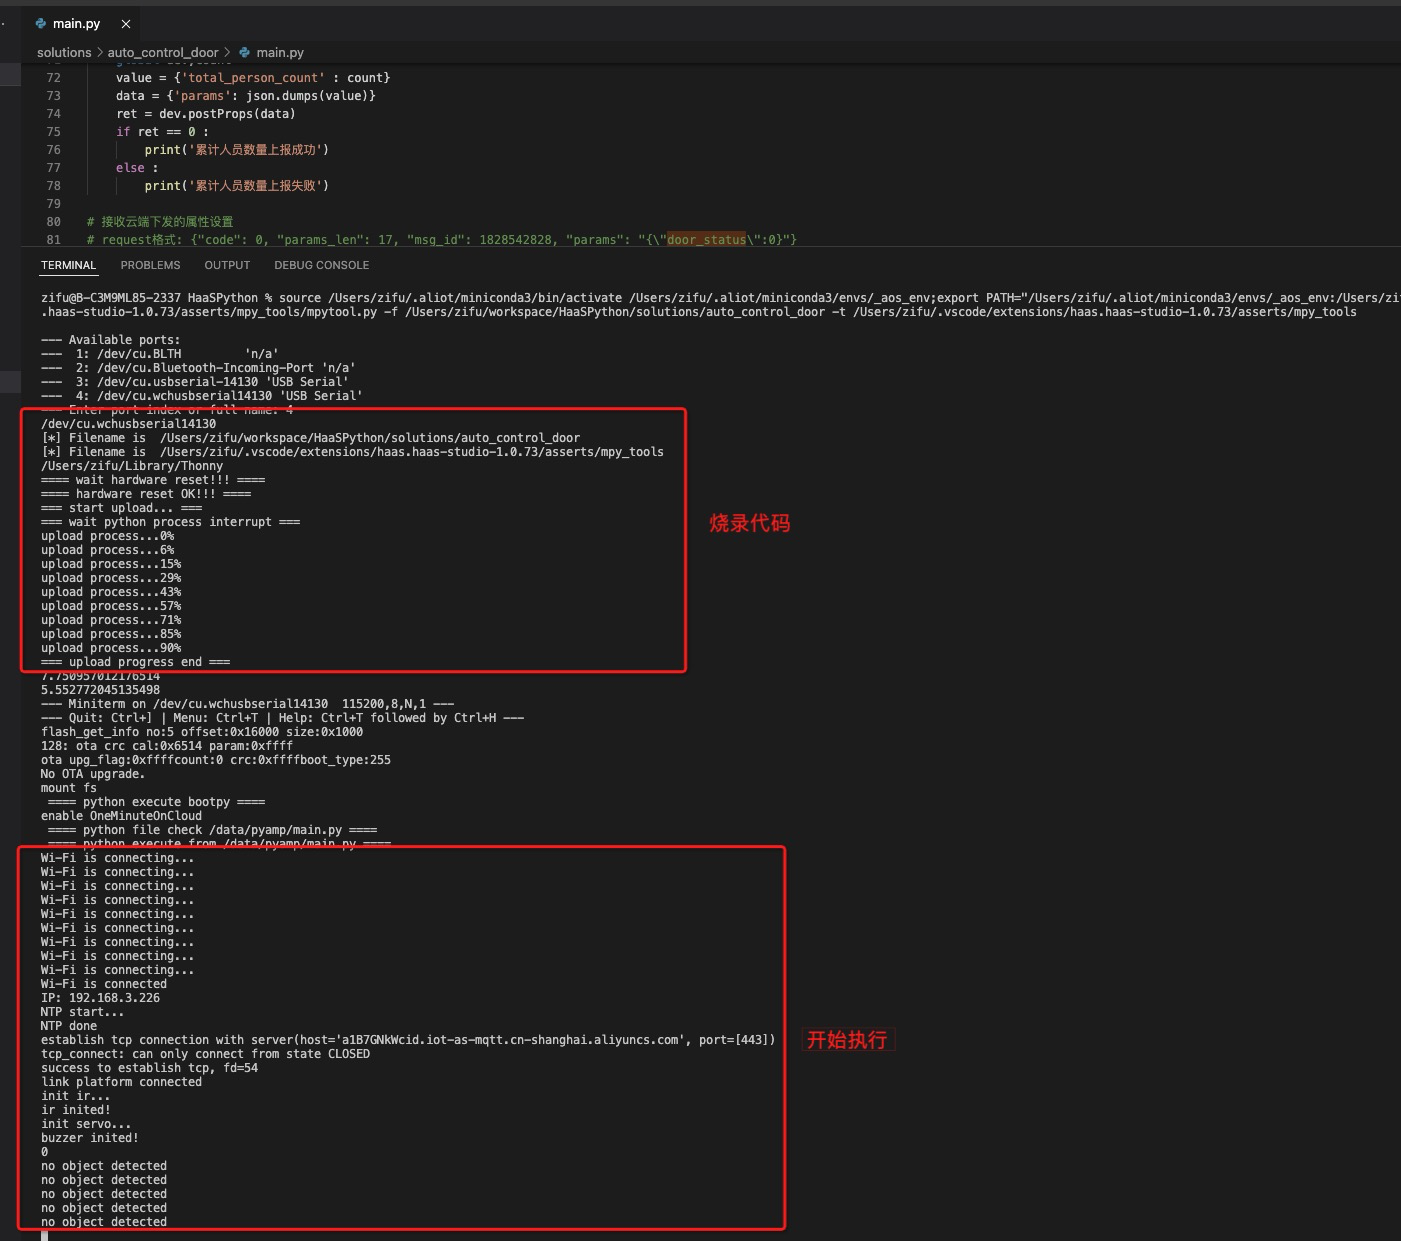 main.py
solutions > auto_control_door > main.py
72 value = {'total_person_count' : count}
73 data = {'params': json.dumps(value)}
74 ret = dev.postProps(data)
75 if ret == 0 :
76 print('累计人员数量上报成功')
77 else :
78 print('累计人员数量上报失败')
79
80 # 接收云端下发的属性设置
81 # request格式: {"code": 0, "params_len": 17, "msg_id": 1828542828, "params": "{\"door_status\":0}"}
TERMINAL PROBLEMS OUTPUT DEBUG CONSOLE
zifu@B-C3M9ML85-2337 HaaSPython % source /Users/zifu/.aliot/miniconda3/bin/activate /Users/zifu/.aliot/miniconda3/envs/_aos_env;export PATH="/Users/zifu/.aliot/miniconda3/envs/_aos_env:/Users/zi
.haas-studio-1.0.73/asserts/mpy_tools/mpytool.py -f /Users/zifu/workspace/HaaSPython/solutions/auto_control_door -t /Users/zifu/.vscode/extensions/haas.haas-studio-1.0.73/asserts/mpy_tools
--- Available ports:
--- 1: /dev/cu.BLTH 'n/a'
--- 2: /dev/cu.Bluetooth-Incoming-Port 'n/a'
--- 3: /dev/cu.usbserial-14130 'USB Serial'
--- 4: /dev/cu.wchusbserial14130 'USB Serial'
--- Enter port index or full name: 4
/dev/cu.wchusbserial14130
[*] Filename is /Users/zifu/workspace/HaaSPython/solutions/auto_control_door
[*] Filename is /Users/zifu/.vscode/extensions/haas.haas-studio-1.0.73/asserts/mpy_tools
/Users/zifu/Library/Thonny
==== wait hardware reset!!! ====
==== hardware reset OK!!! ====
=== start upload... ===
=== wait python process interrupt ===
upload process...0%
upload process...6%
upload process...15%
upload process...29%
upload process...43%
upload process...57%
upload process...71%
upload process...85%
upload process...90%
=== upload progress end ===
烧录代码
7.750957012176514
5.552772045135498
--- Miniterm on /dev/cu.wchusbserial14130 115200,8,N,1 ---
--- Quit: Ctrl+] | Menu: Ctrl+T | Help: Ctrl+T followed by Ctrl+H ---
flash_get_info no:5 offset:0x16000 size:0x1000
128: ota crc cal:0x6514 param:0xffff
ota upg_flag:0xffffcount:0 crc:0xffffboot_type:255
No OTA upgrade.
mount fs
==== python execute bootpy ====
enable OneMinuteOnCloud
==== python file check /data/pyamp/main.py ====
==== python execute from /data/pyamp/main.py ====
Wi-Fi is connecting...
Wi-Fi is connecting...
Wi-Fi is connecting...
Wi-Fi is connecting...
Wi-Fi is connecting...
Wi-Fi is connecting...
Wi-Fi is connecting...
Wi-Fi is connecting...
Wi-Fi is connecting...
Wi-Fi is connected
IP: 192.168.3.226
NTP start...
NTP done
establish tcp connection with server(host='a1B7GNkWcid.iot-as-mqtt.cn-shanghai.aliyuncs.com', port=[443])
开始执行
tcp_connect: can only connect from state CLOSED
success to establish tcp, fd=54
link platform connected
init ir...
ir inited!
init servo...
buzzer inited!
0
no object detected
no object detected
no object detected
no object detected
no object detected